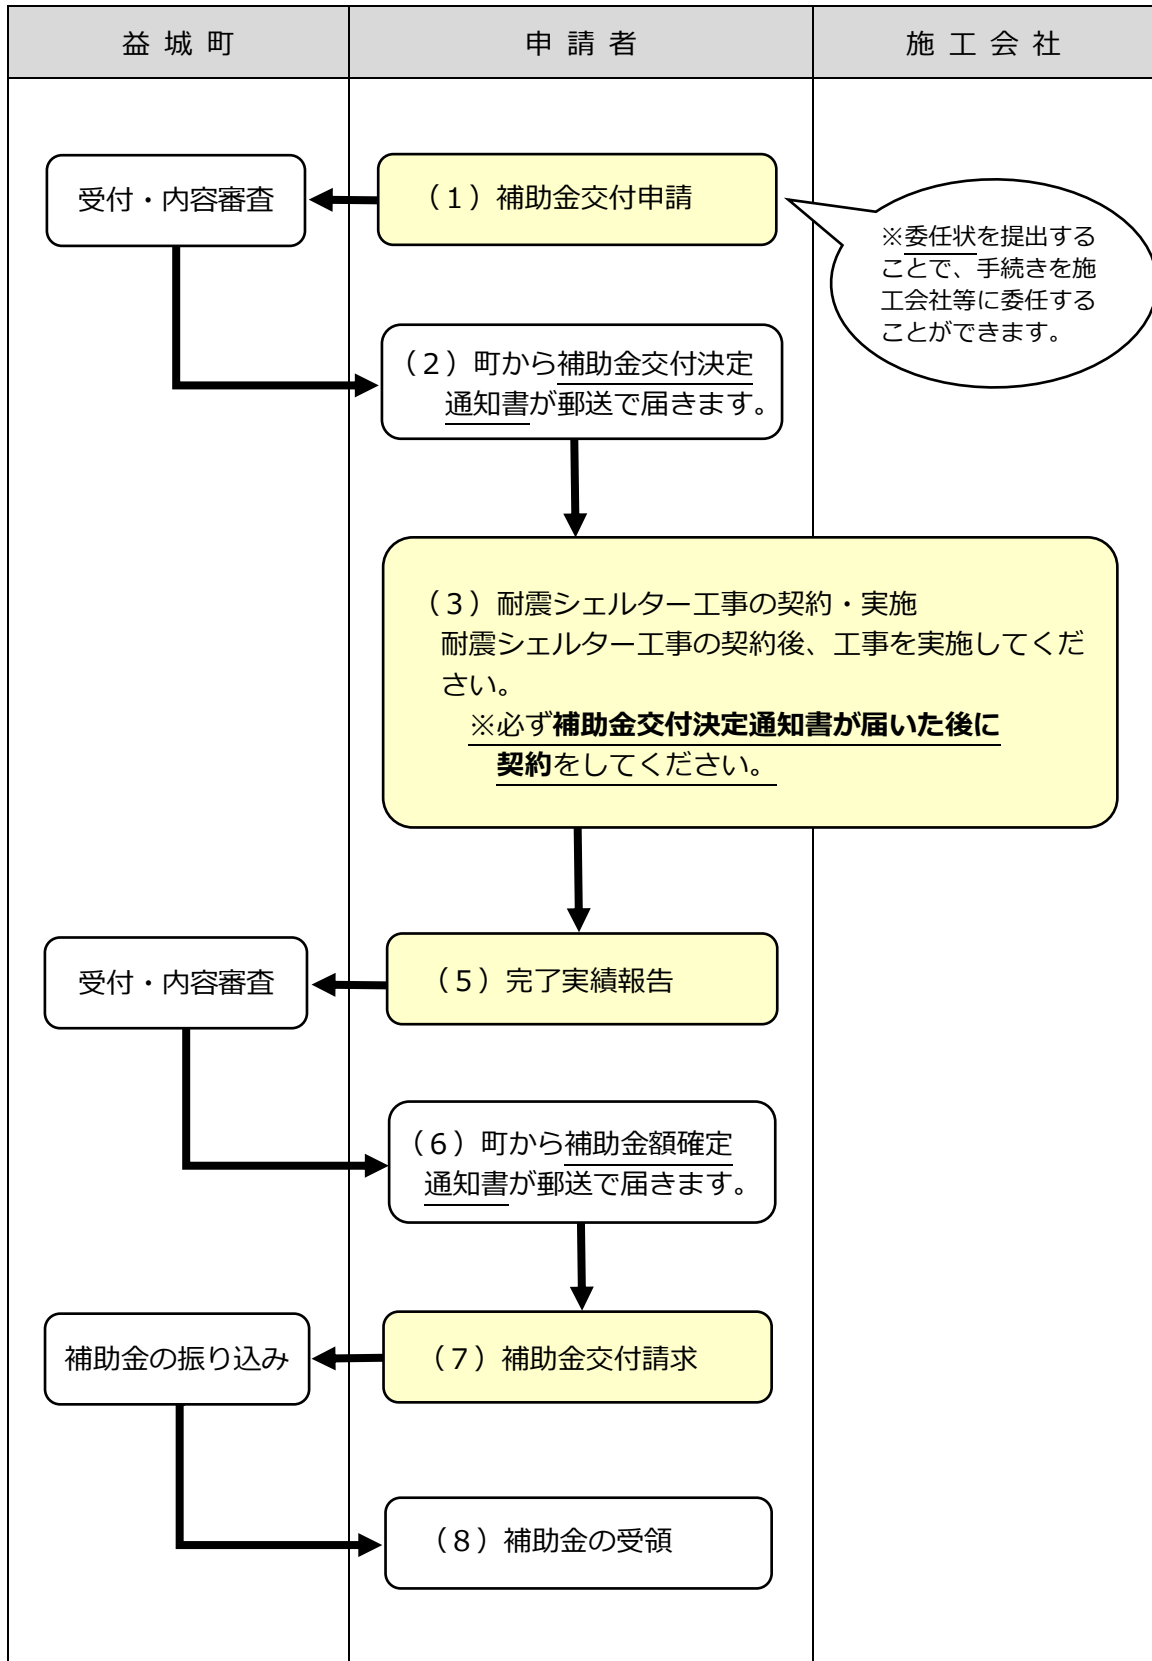 益城町
申請者
施工会社
受付・内容審査
（１）補助金交付申請
※委任状を提出する
ことで、手続きを施
工会社等に委任する
ことができます。
（２）町から補助金交付決定
通知書が郵送で届きます。
（３）耐震シェルター工事の契約・実施
耐震シェルター工事の契約後、工事を実施してくだ
さい。
※必ず補助金交付決定通知書が届いた後に
契約をしてください。
受付・内容審査
（５）完了実績報告
（６）町から補助金額確定
通知書が郵送で届きます。
補助金の振り込み
（７）補助金交付請求
（８）補助金の受領